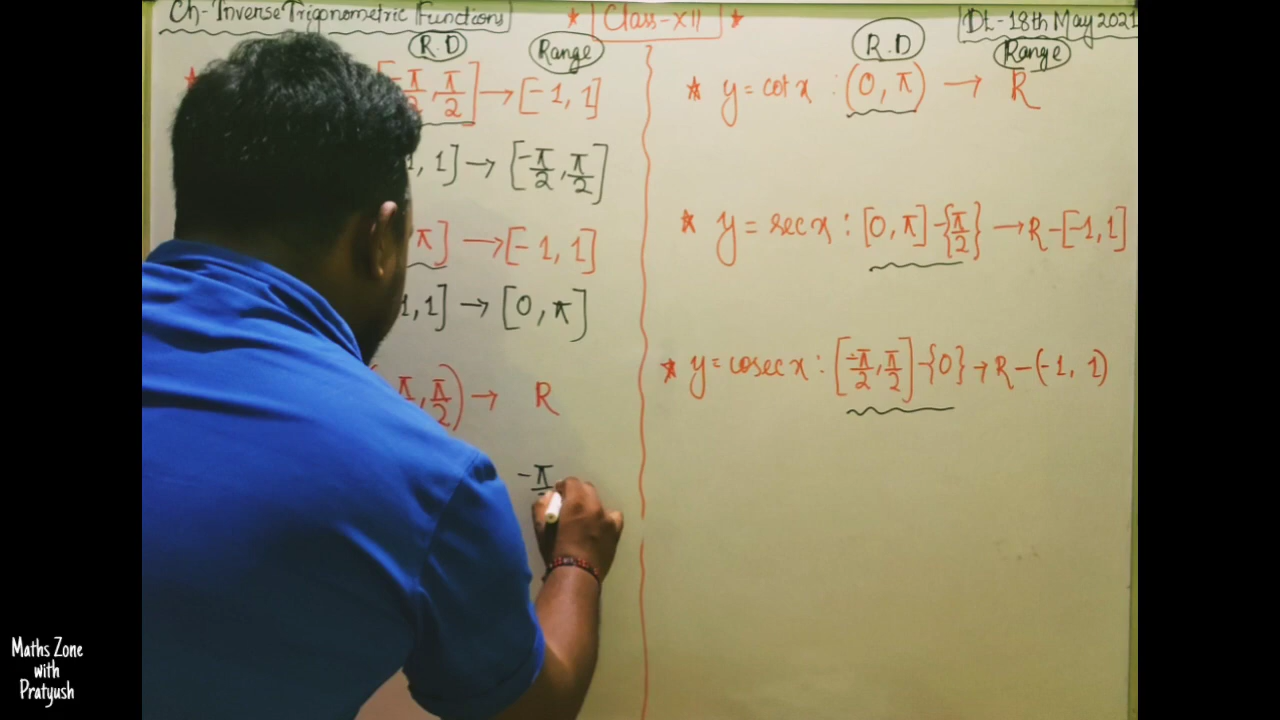 Ch-Inverse Trigonometric Functions
★ Class-XII ★
Dt-18th May 2021
R.D Range
[-π/2, π/2] → [-1, 1]
1, 1] → [-π/2, π/2]
π] → [-1, 1]
1, 1] → [0, π]
π/2, π/2) → R
-π
R.D Range
★ y = cot x : (0, π) → R
★ y = sec x : [0, π] - {π/2} → R - [-1, 1]
★ y = cosec x : [-π/2, π/2] - {0} → R - (-1, 1)
Maths Zone
with
Pratyush